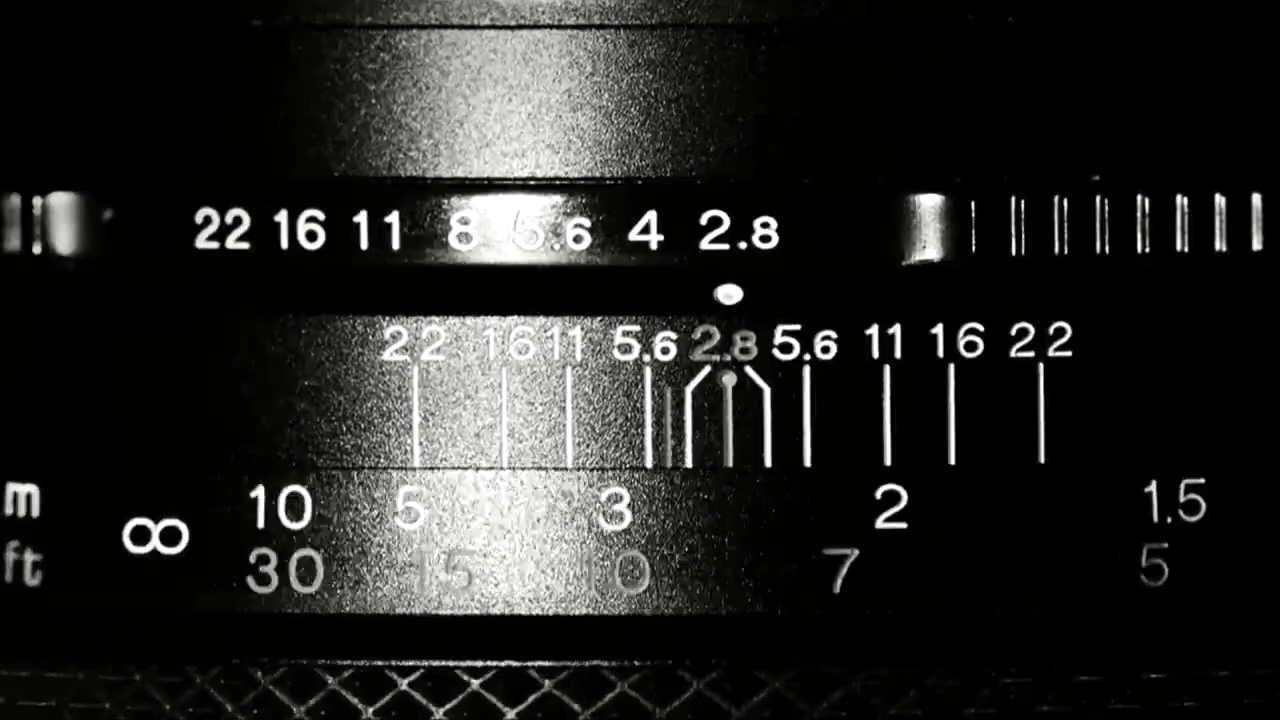 22 16 11 8 5.6 4 2.8
22 16 11 5.6 2.8 5.6 11 16 22
m ∞ 10 5 3 2 1.5
ft 30 15 10 7 5